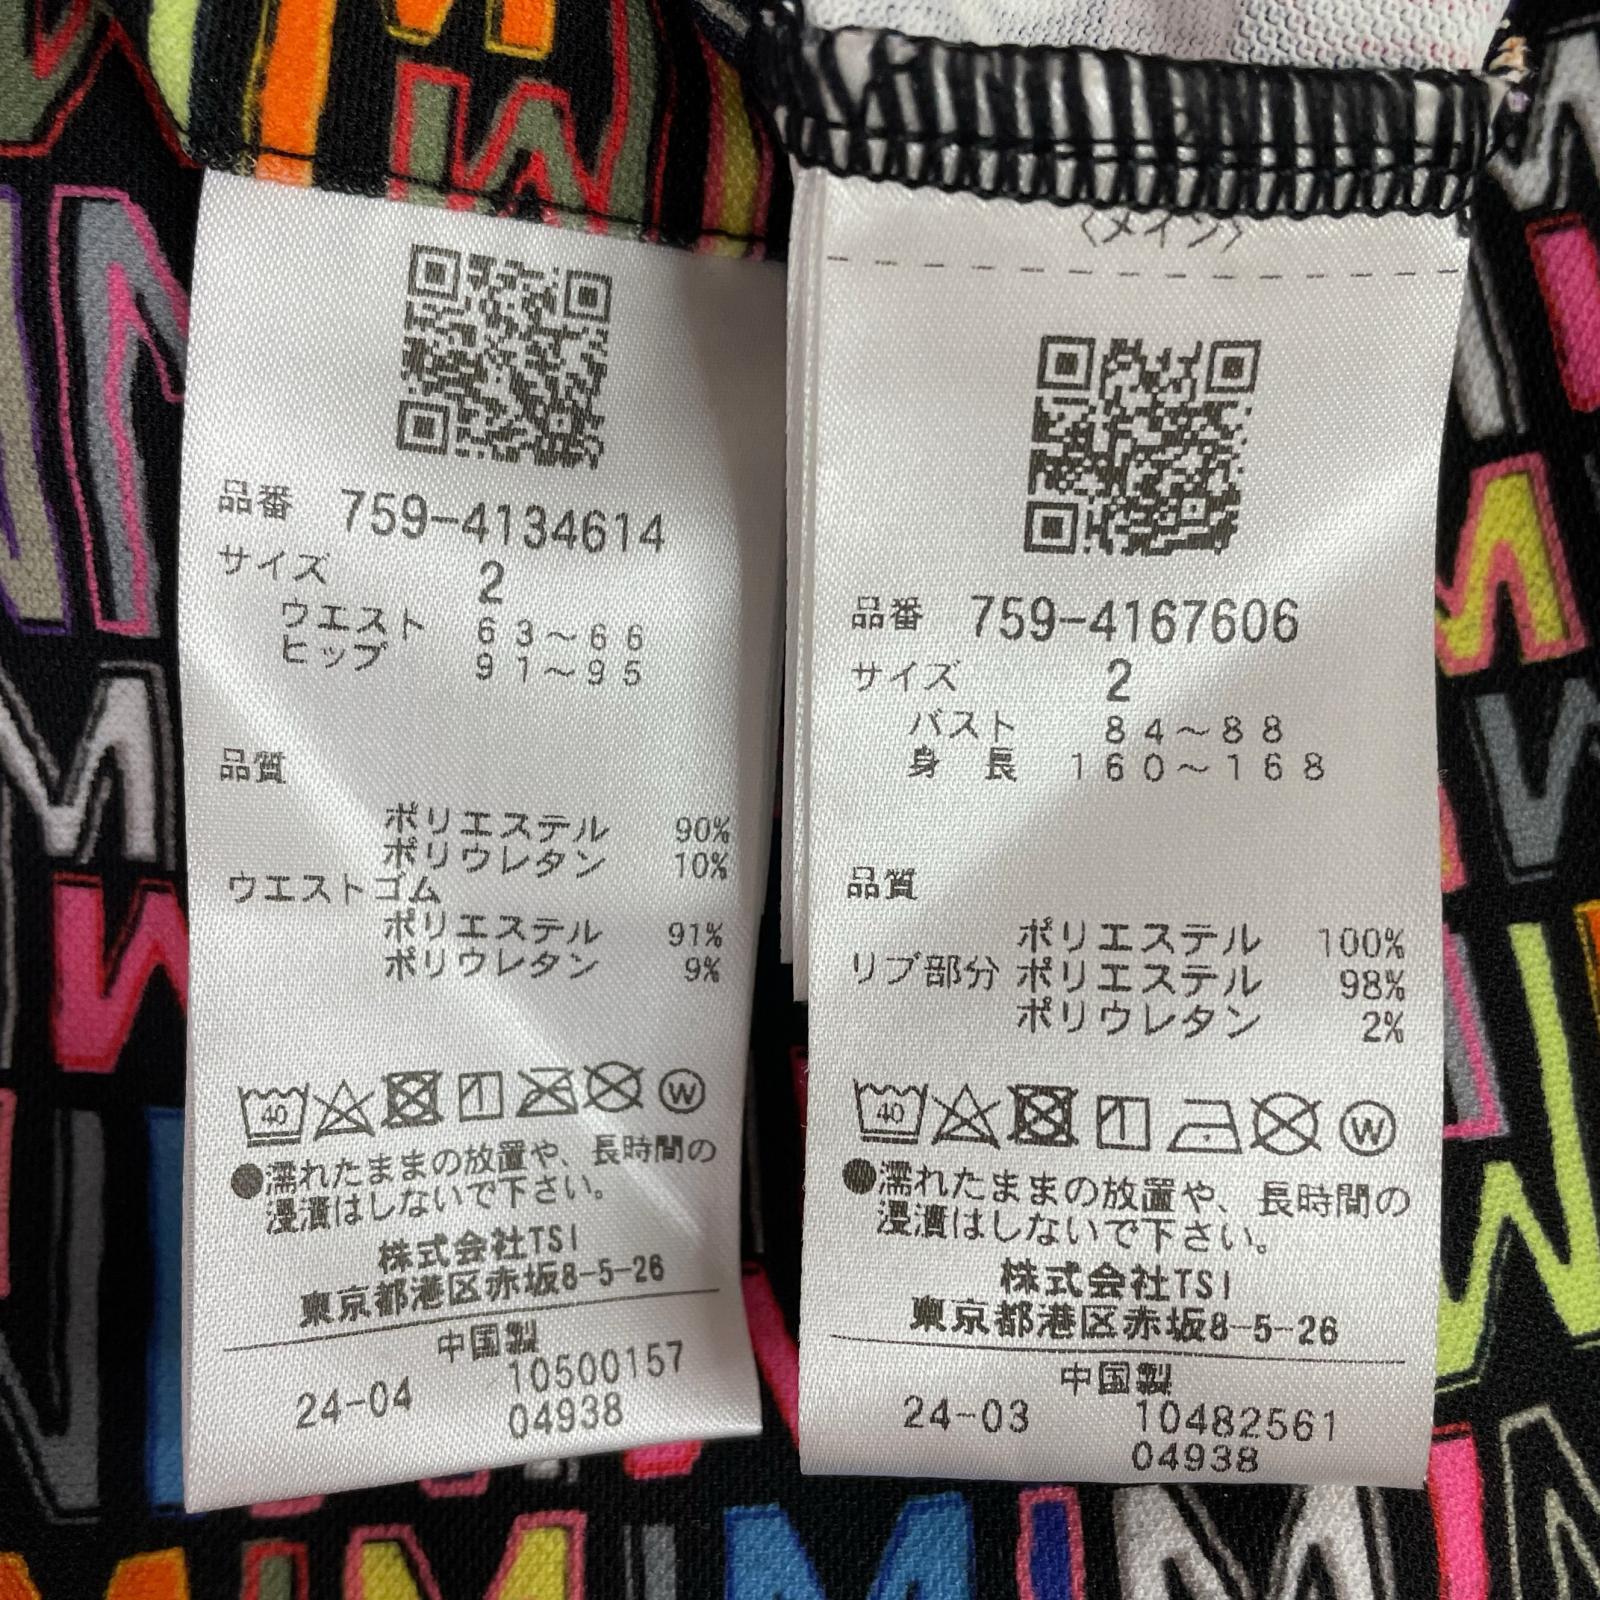 品番 759-4134614
サイズ 2
ウエスト 63～66
ヒップ 91～95
品質
ポリエステル 90%
ポリウレタン 10%
ウエストゴム
ポリエステル 91%
ポリウレタン 9%
40
W
●濡れたままの放置や、長時間の
浸漬はしないで下さい。
株式会社TSI
東京都港区赤坂8-5-26
中国製
24-04 10500157
04938
〈メイン〉
品番 759-4167606
サイズ 2
バスト 84～88
身長 160～168
品質
ポリエステル 100%
リブ部分 ポリエステル 98%
ポリウレタン 2%
40
W
●濡れたままの放置や、長時間の
浸漬はしないで下さい。
株式会社TSI
東京都港区赤坂8-5-26
中国製
24-03 10482561
04938